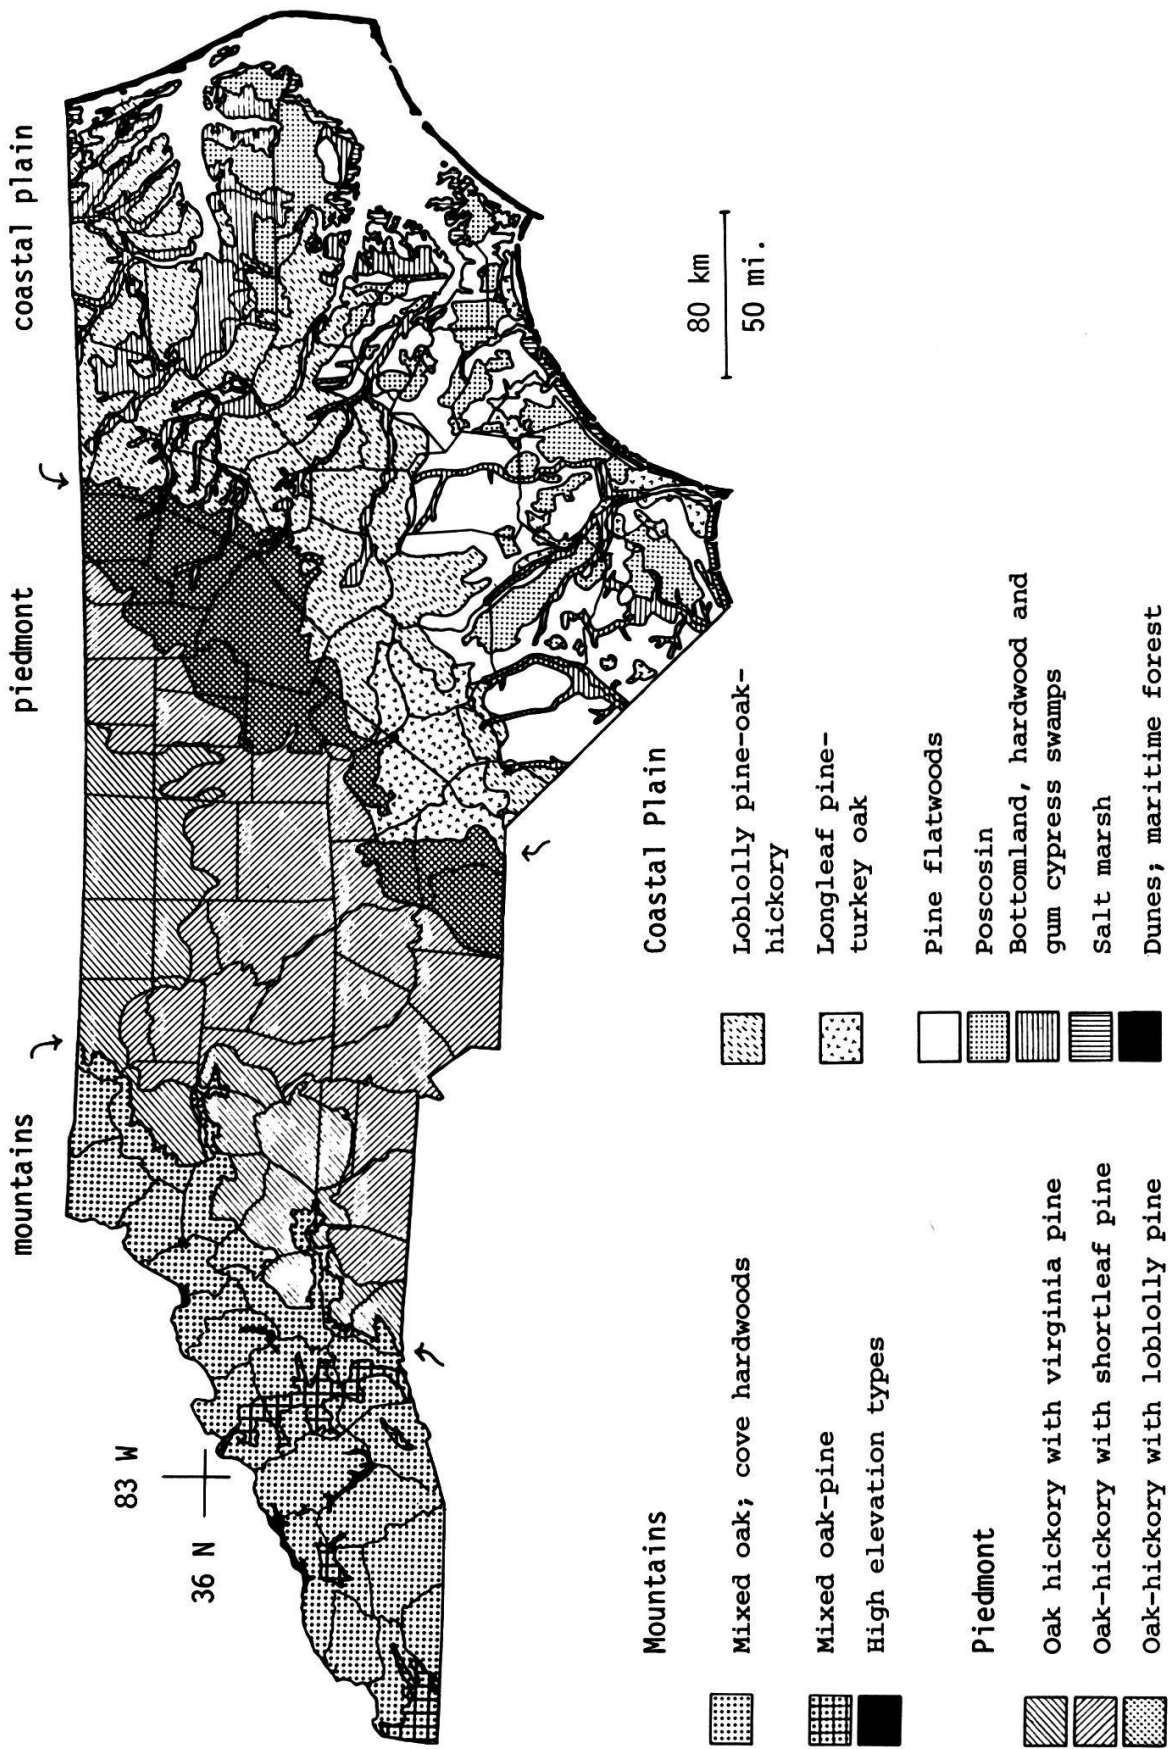 mountains
piedmont
coastal plain
83 W
36 N
80 km
50 mi.
Mountains
Mixed oak; cove hardwoods
Mixed oak-pine
High elevation types
Piedmont
Oak hickory with virginia pine
Oak-hickory with shortleaf pine
Oak-hickory with loblolly pine
Coastal Plain
Loblolly pine-oak-
hickory
Longleaf pine-
turkey oak
Pine flatwoods
Poscosin
Bottomland, hardwood and
gum cypress swamps
Salt marsh
Dunes; maritime forest